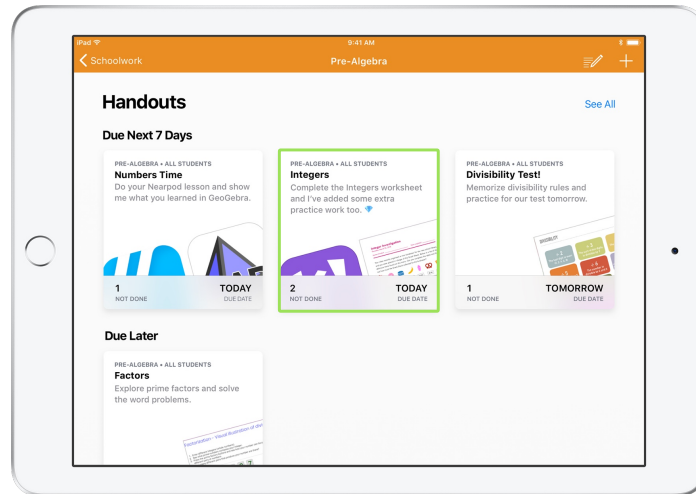 iPad
9:41 AM
Schoolwork
Pre-Algebra
Handouts
See All
Due Next 7 Days
PRE-ALGEBRA • ALL STUDENTS
Numbers Time
Do your Nearpod lesson and show
me what you learned in GeoGebra.
1
NOT DONE
TODAY
DUE DATE
PRE-ALGEBRA • ALL STUDENTS
Integers
Complete the Integers worksheet
and I've added some extra
practice work too.
2
NOT DONE
TODAY
DUE DATE
PRE-ALGEBRA • ALL STUDENTS
Divisibility Test!
Memorize divisibility rules and
practice for our test tomorrow.
DIVISIBILITY
1
NOT DONE
TOMORROW
DUE DATE
Due Later
PRE-ALGEBRA • ALL STUDENTS
Factors
Explore prime factors and solve
the word problems.